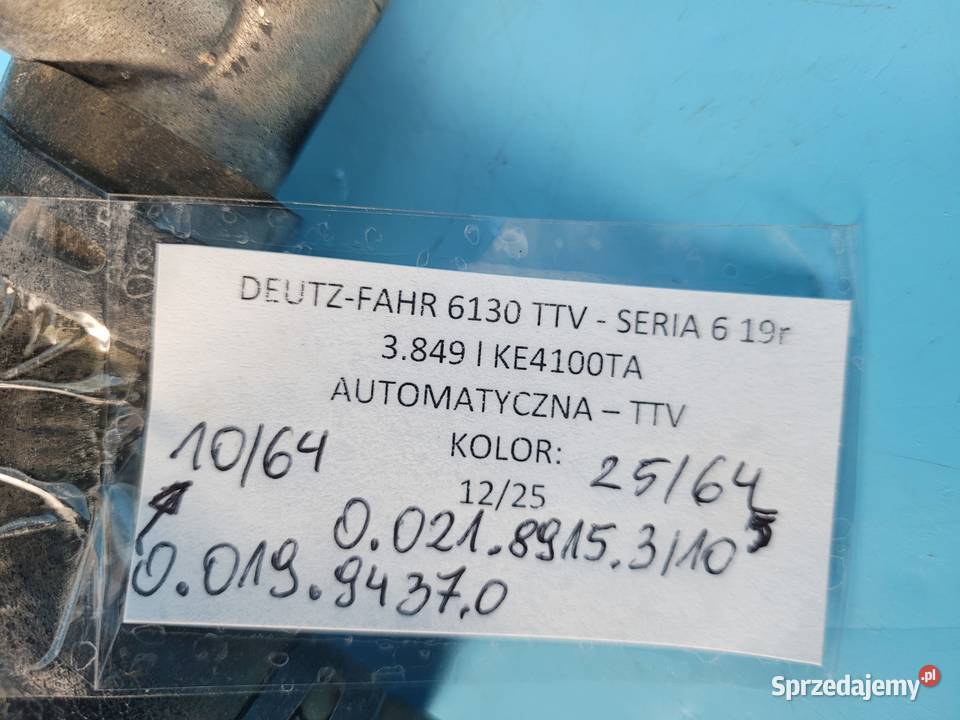 DEUTZ-FAHR 6130 TTV - SERIA 6 19r
3.849 l KE4100TA
AUTOMATYCZNA – TTV
KOLOR:
10/64
12/25
25/64
0.021.8915.3/10
0.019.9437.0
Sprzedajemy.pl